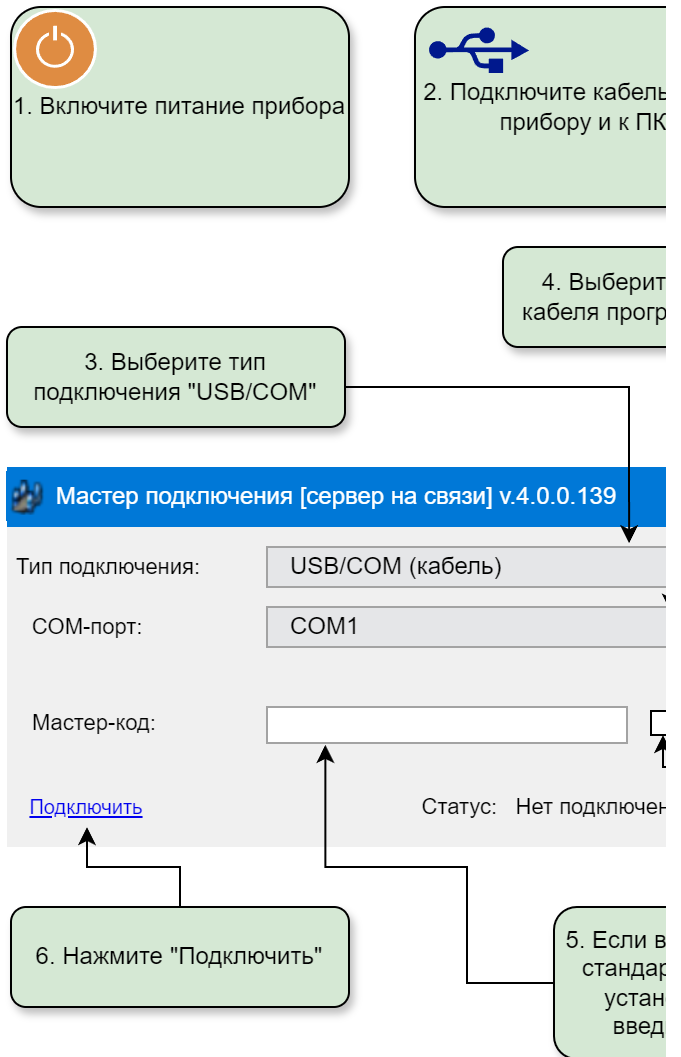 1. Включите питание прибора
2. Подключите кабель
прибору и к ПК
4. Выберит
кабеля прогр
3. Выберите тип
подключения "USB/COM"
Мастер подключения [сервер на связи] v.4.0.0.139
Тип подключения: USB/COM (кабель)
COM-порт: COM1
Мастер-код:
Подключить Статус: Нет подключен
6. Нажмите "Подключить"
5. Если в
стандар
устан
введ